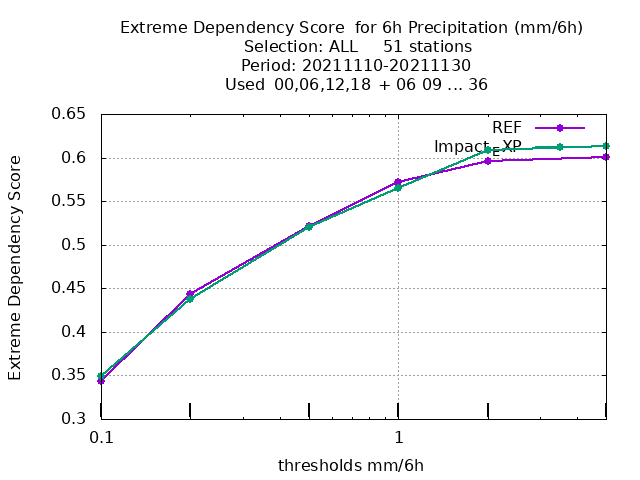 Extreme Dependency Score  for 6h Precipitation (mm/6h)
Selection: ALL     51 stations
Period: 20211110-20211130
Used  00,06,12,18  + 06 09 ... 36
REF
Impact_EXP
0.65
0.6
0.55
0.5
0.45
0.4
0.35
0.3
Extreme Dependency Score
0.1
1
thresholds mm/6h